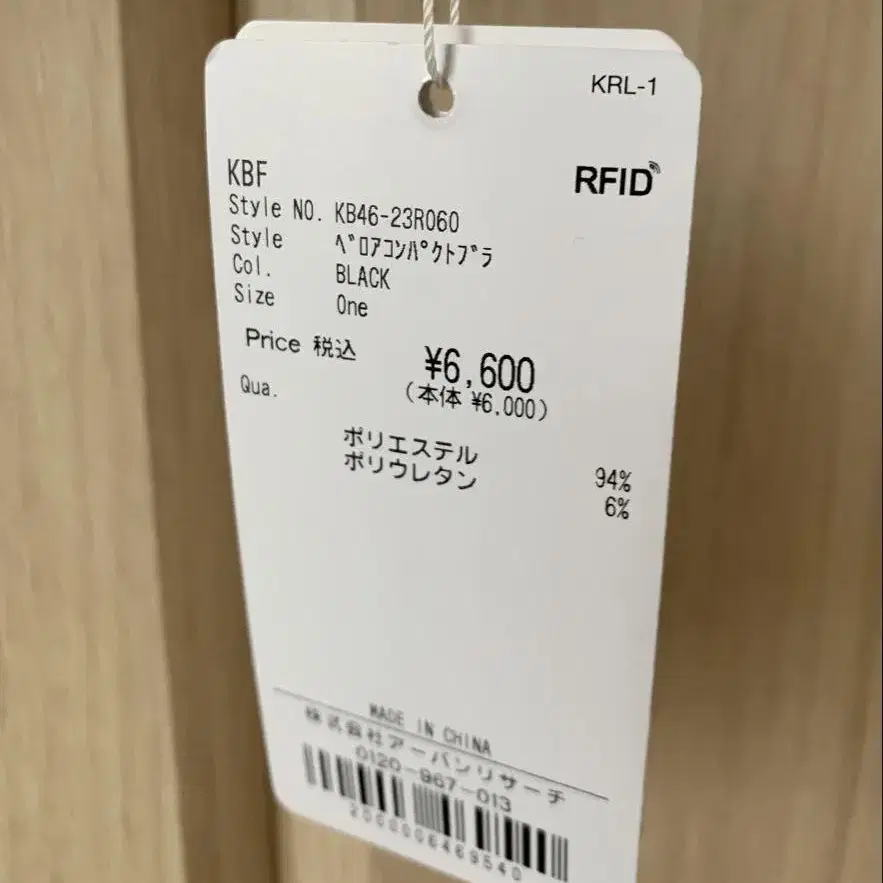 KRL-1
RFID
KBF
Style NO. KB46-23R060
Style ベロアコンパクトブラ
Col. BLACK
Size One
Price 税込 ¥6,600
(本体 ¥6.000)
Qua.
ポリエステル 94%
ポリウレタン 6%
MADE IN CHINA
株式会社アーバンリサーチ
0120-967-013
2000006469540